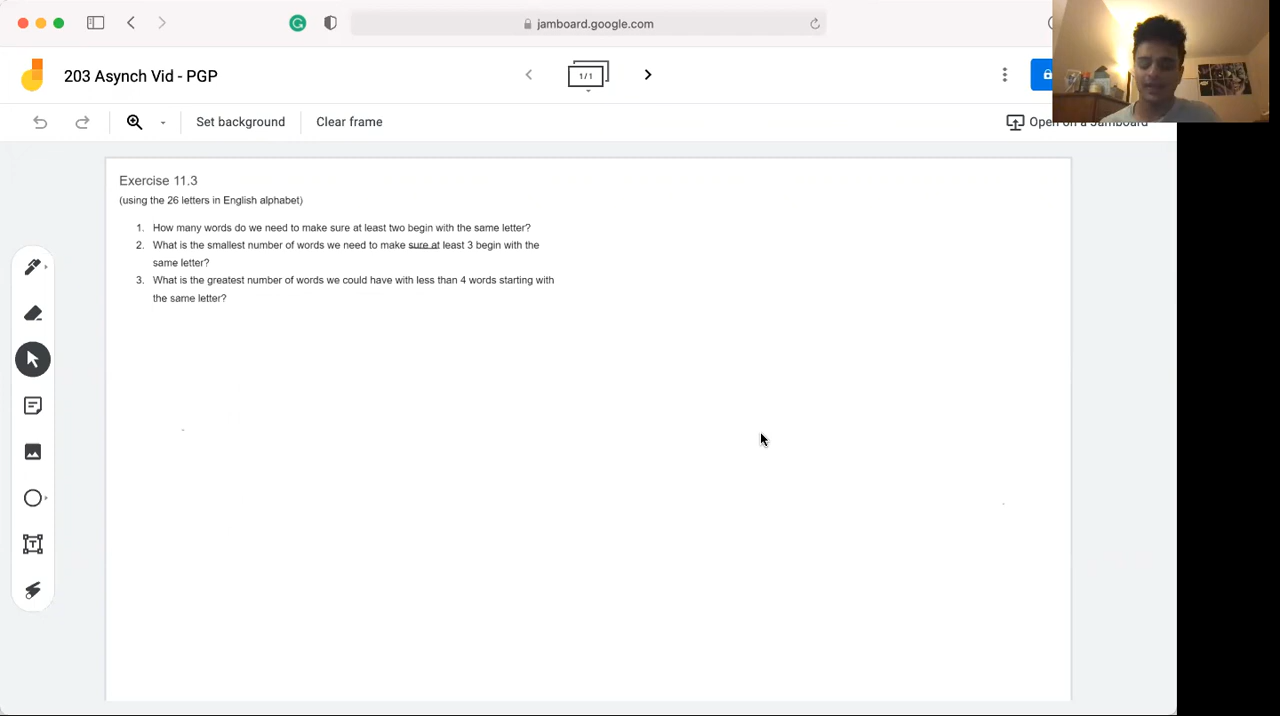 jamboard.google.com
203 Asynch Vid - PGP
1/1
Set background
Clear frame
Open on a Jamboard
Exercise 11.3
(using the 26 letters in English alphabet)
1. How many words do we need to make sure at least two begin with the same letter?
2. What is the smallest number of words we need to make sure at least 3 begin with the
same letter?
3. What is the greatest number of words we could have with less than 4 words starting with
the same letter?